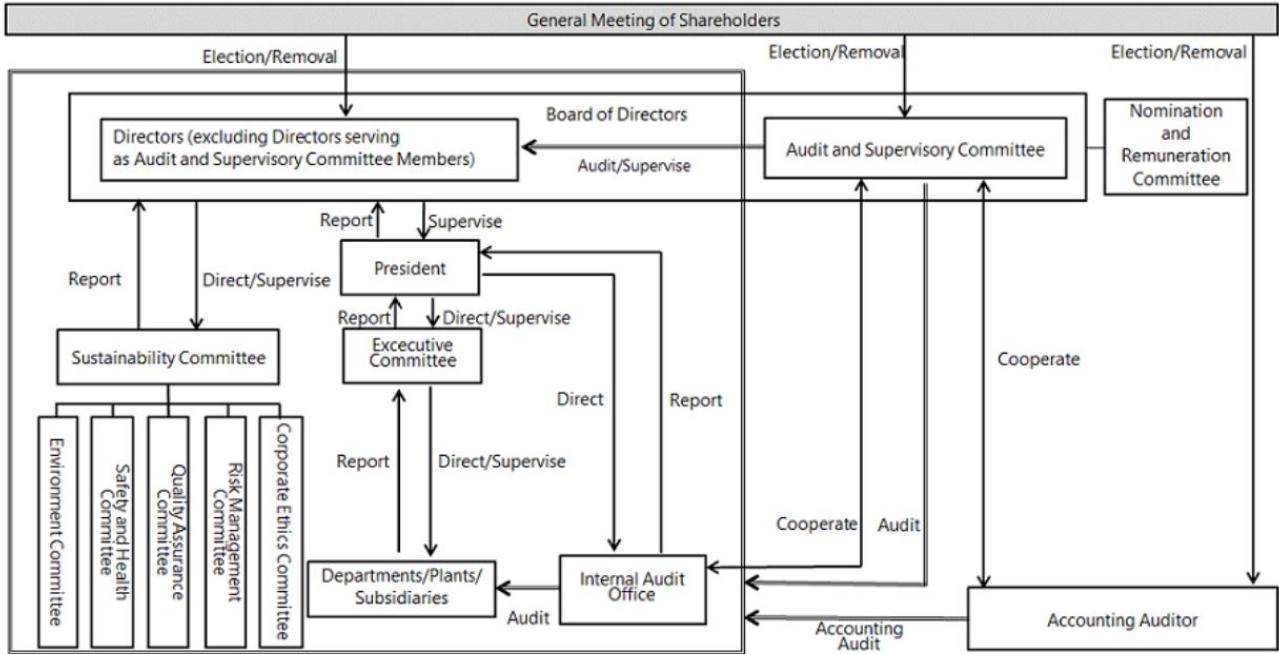 General Meeting of Shareholders
Election/Removal
Election/Removal
Election/Removal
Board of Directors
Directors (excluding Directors serving
as Audit and Supervisory Committee Members)
Audit/Supervise
Audit and Supervisory Committee
Nomination
and
Remuneration
Committee
Report
Supervise
President
Report
Direct/Supervise
Report
Direct/Supervise
Sustainability Committee
Excecutive
Committee
Cooperate
Direct
Report
Report
Direct/Supervise
Environment Committee
Safety and Health
Committee
Quality Assurance
Committee
Risk Management
Committee
Corporate Ethics Committee
Cooperate
Audit
Departments/Plants/
Subsidiaries
Audit
Internal Audit
Office
Accounting
Audit
Accounting Auditor